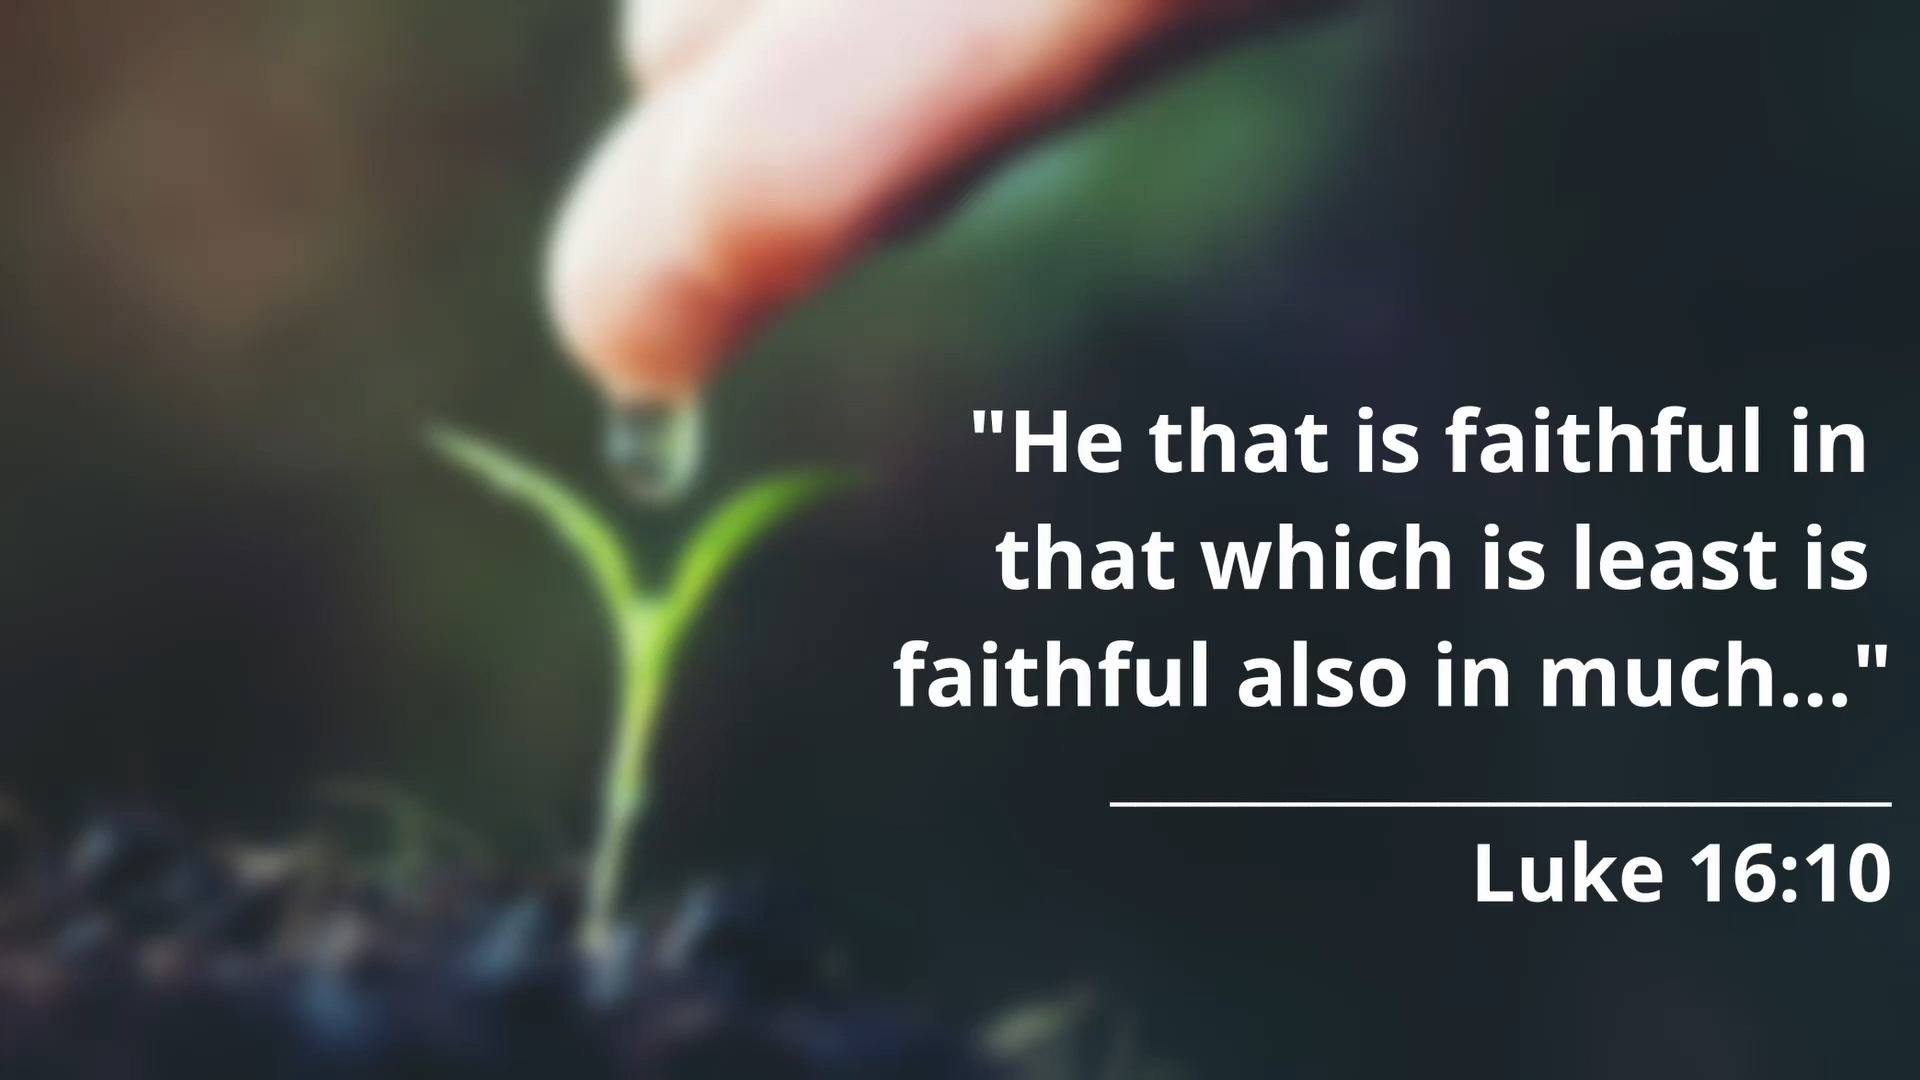 "He that is faithful in
that which is least is
faithful also in much..."
Luke 16:10